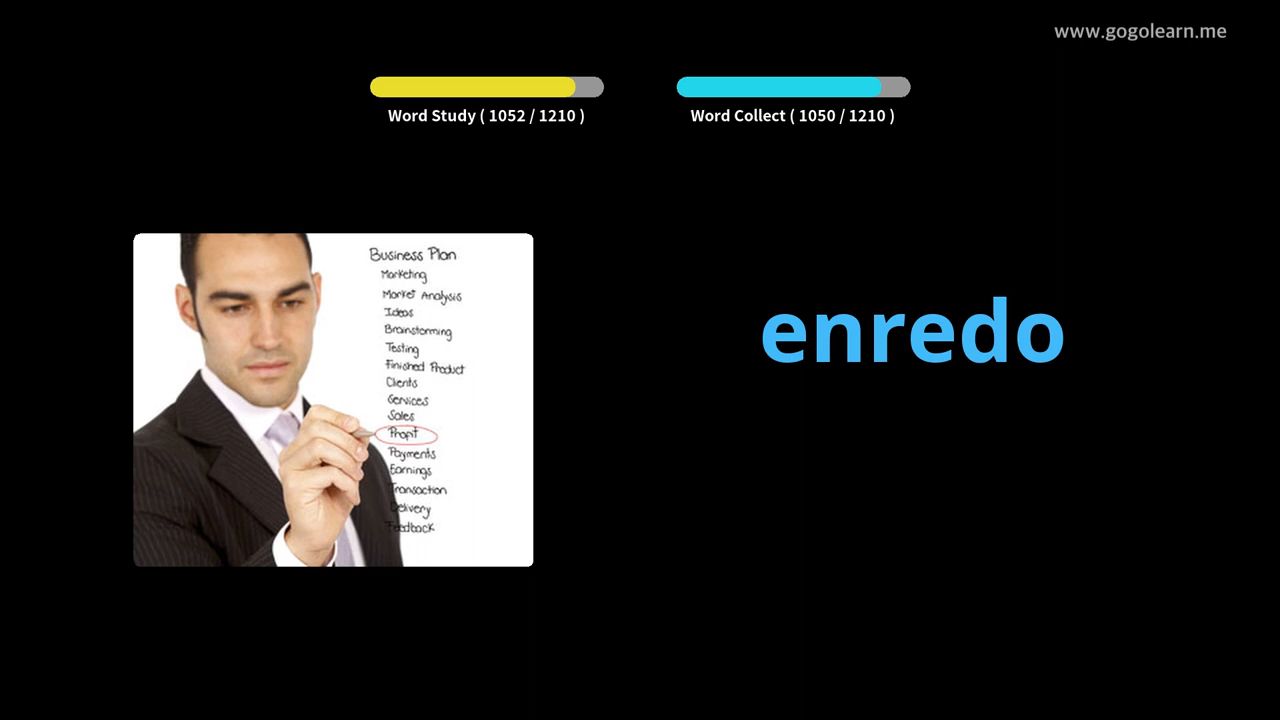 www.gogolearn.me
Word Study ( 1052 / 1210 )
Word Collect ( 1050 / 1210 )
Business Plan
Marketing
Market Analysis
Ideas
Brainstorming
Testing
Finished Product
Clients
Services
Sales
Profit
Payments
Earnings
Transaction
Delivery
Feedback
enredo